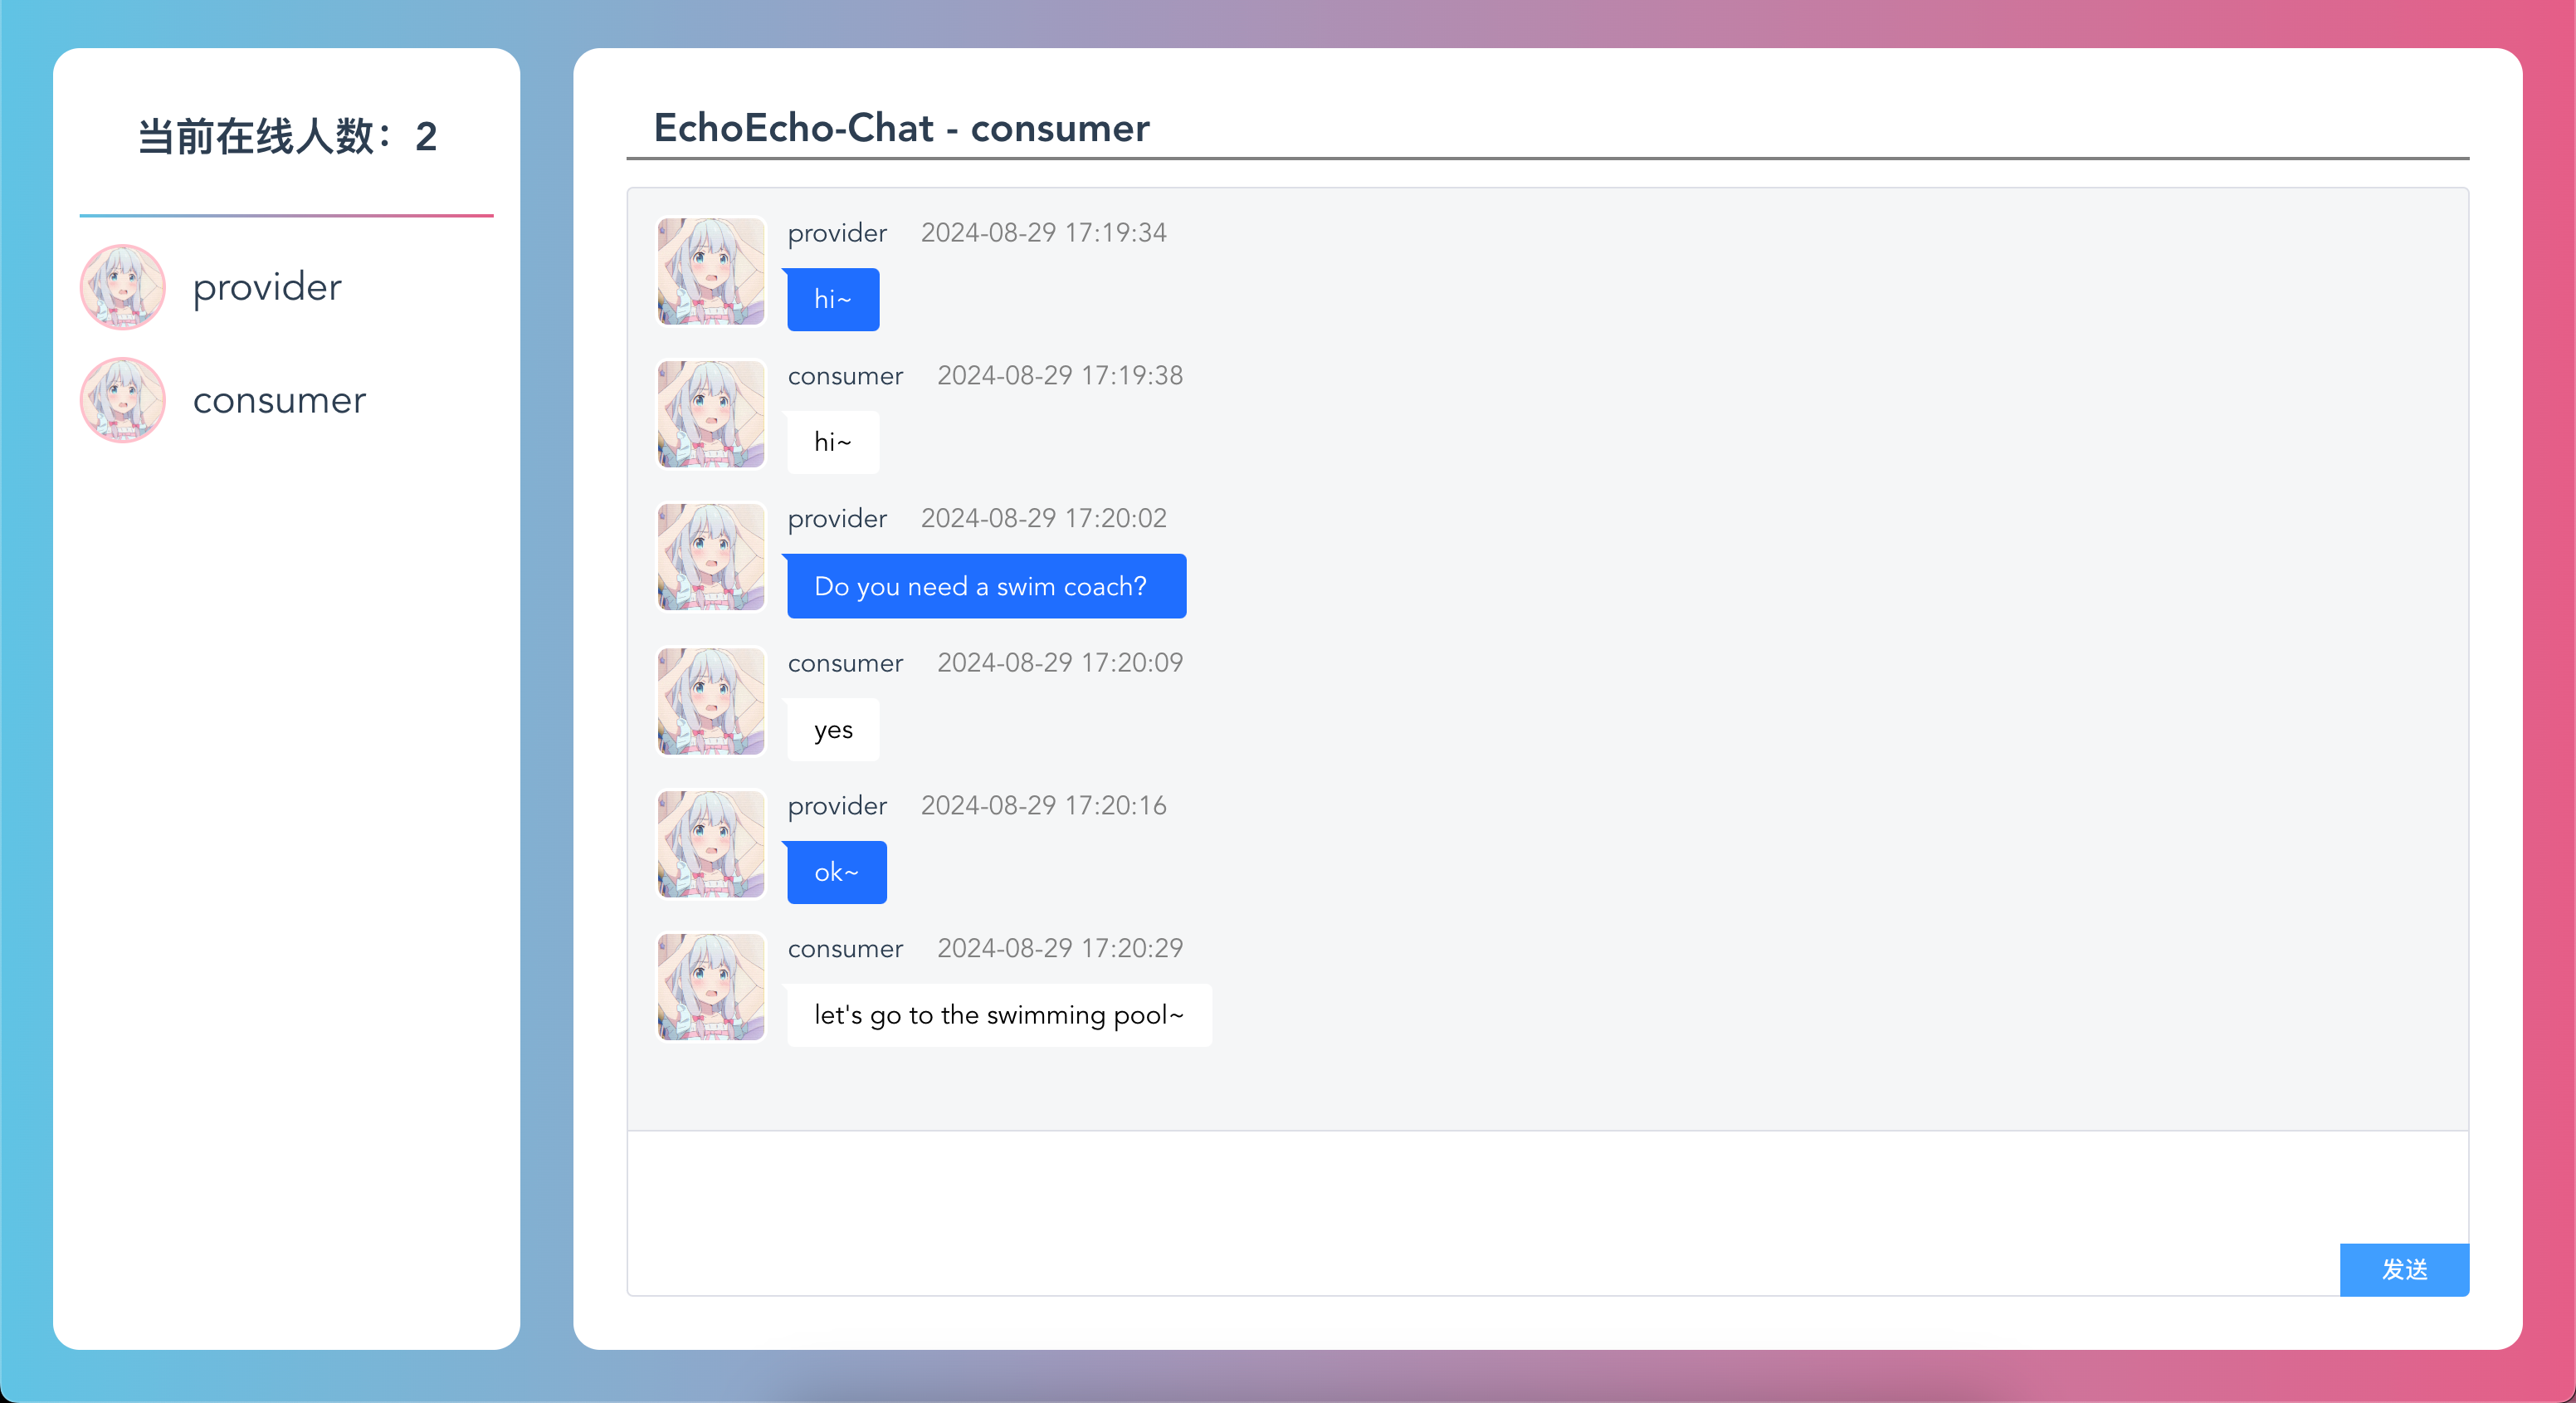 当前在线人数：2
provider
consumer
EchoEcho-Chat - consumer
provider 2024-08-29 17:19:34
hi~
consumer 2024-08-29 17:19:38
hi~
provider 2024-08-29 17:20:02
Do you need a swim coach?
consumer 2024-08-29 17:20:09
yes
provider 2024-08-29 17:20:16
ok~
consumer 2024-08-29 17:20:29
let's go to the swimming pool~
发送